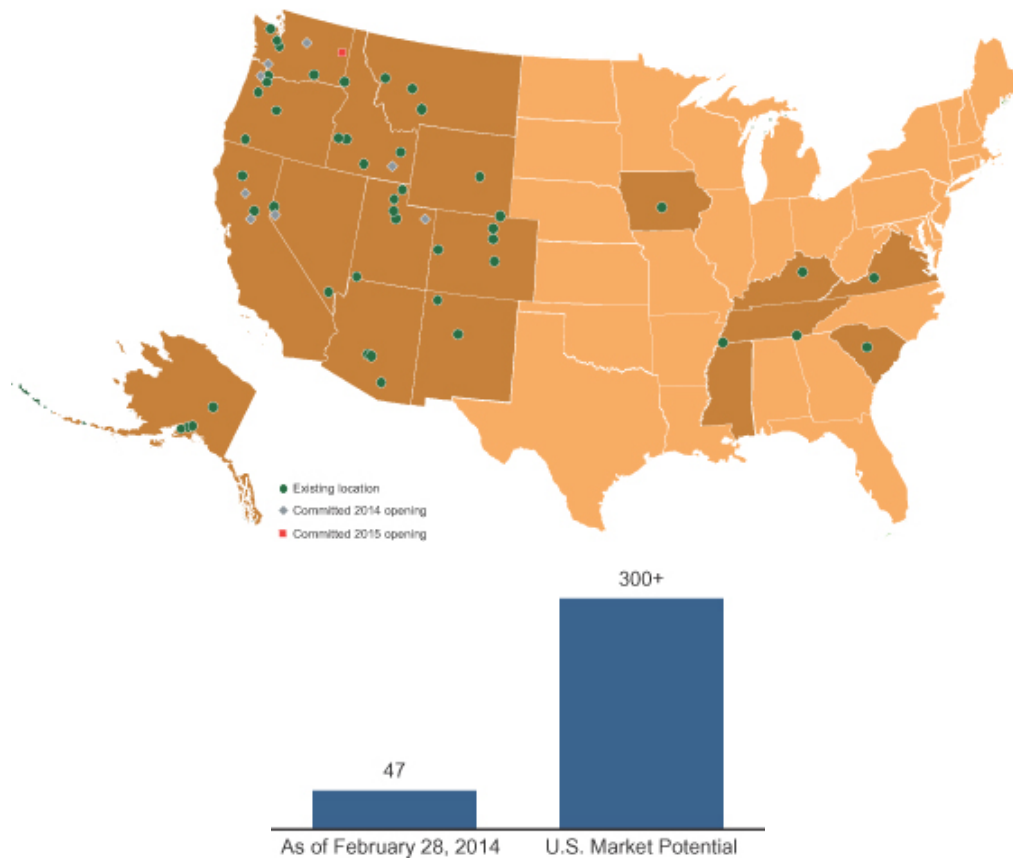 Existing location
Committed 2014 opening
Committed 2015 opening
300+
47
As of February 28, 2014
U.S. Market Potential